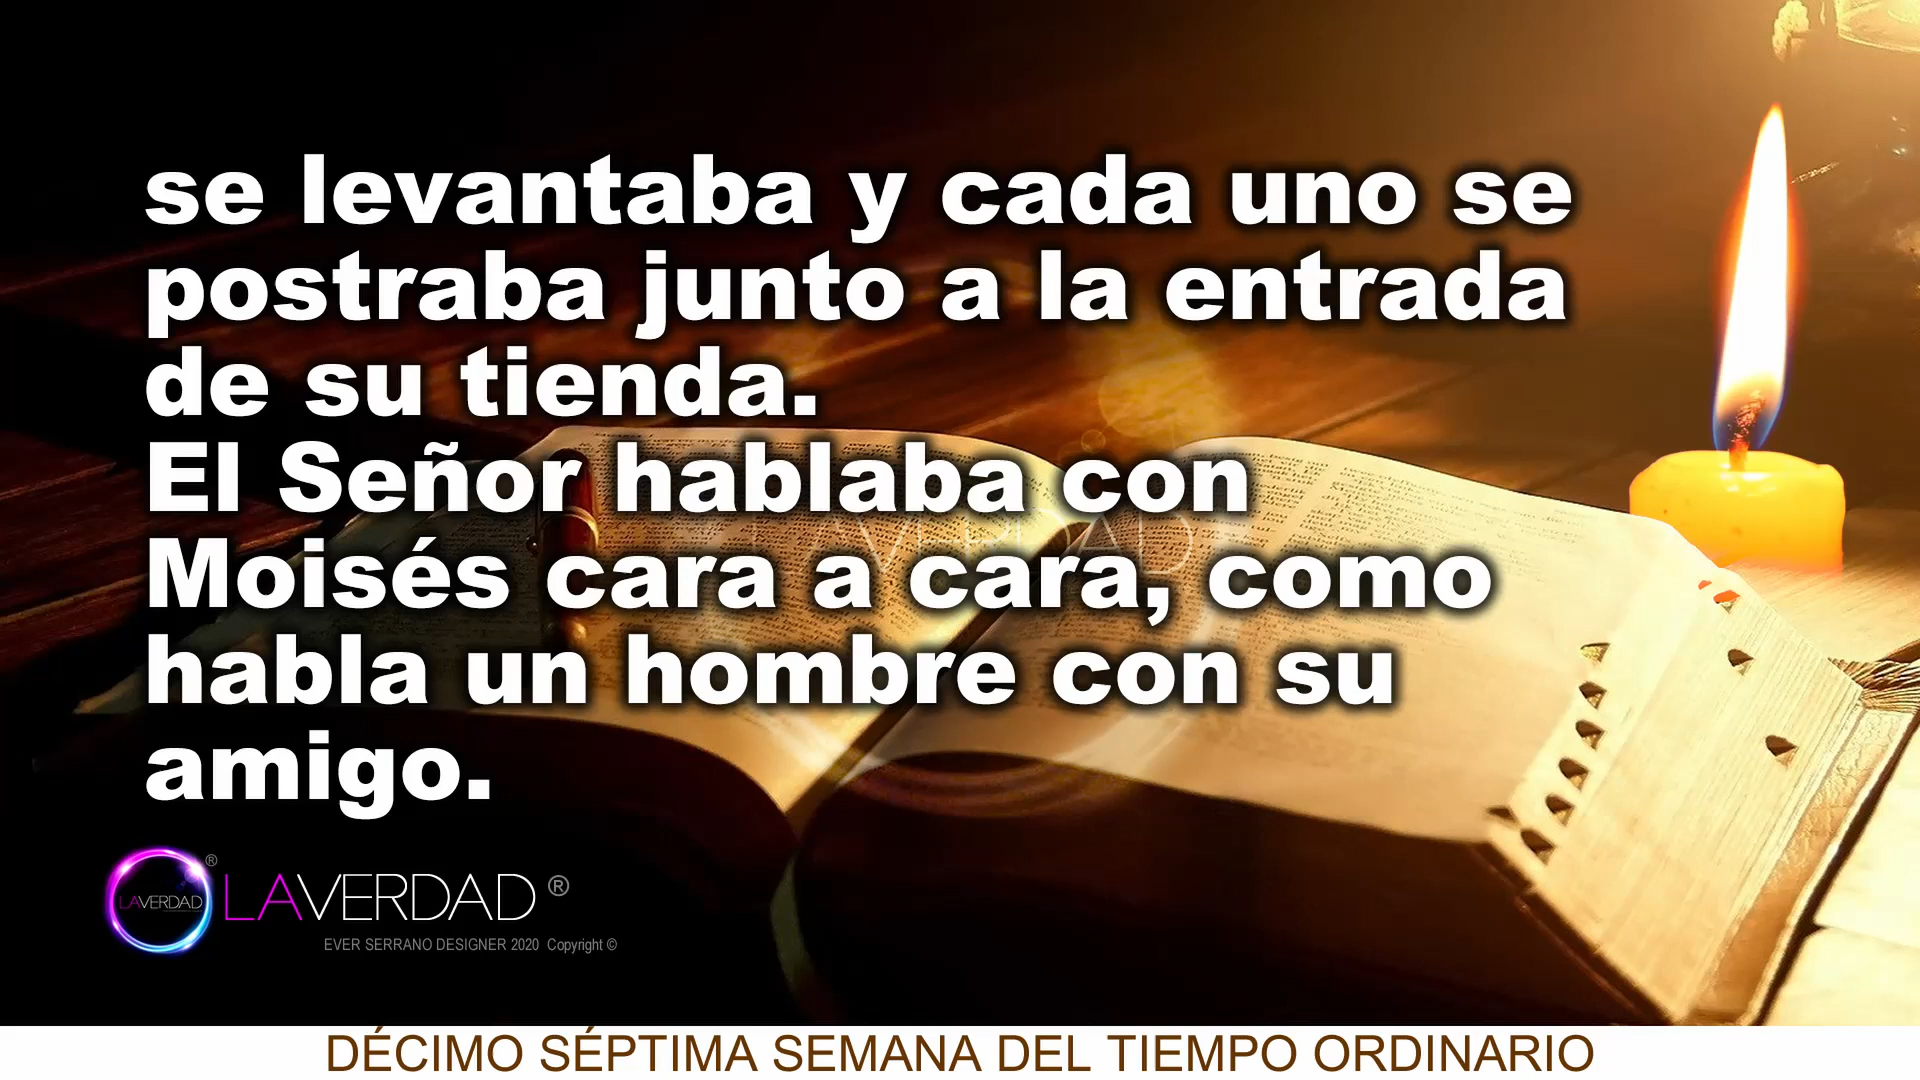 se levantaba y cada uno se
postraba junto a la entrada
de su tienda.
El Señor hablaba con
Moisés cara a cara, como
habla un hombre con su
amigo.
LAVERDAD ®
LAVERDAD ®
EVER SERRANO DESIGNER 2020 Copyright ©
DÉCIMO SÉPTIMA SEMANA DEL TIEMPO ORDINARIO